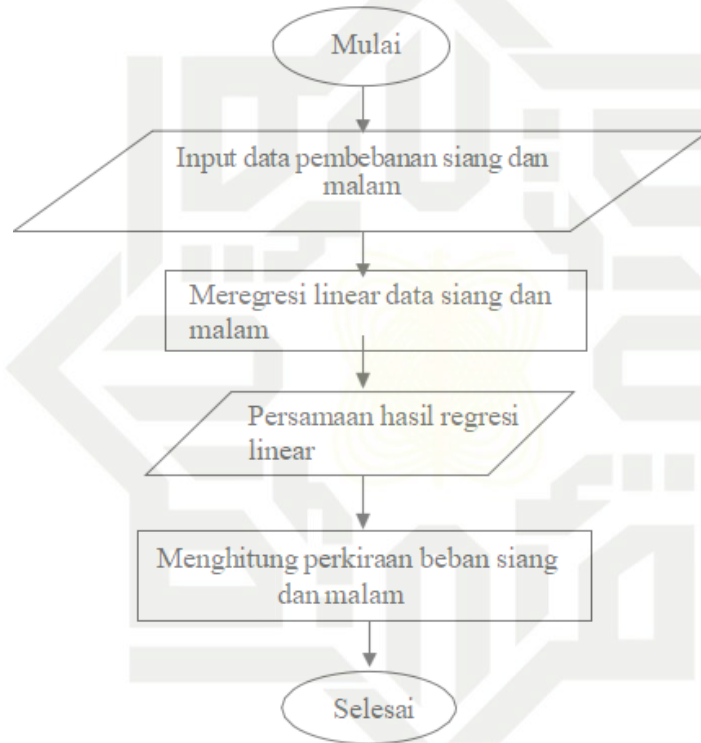 Mulai
Input data pembebanan siang dan
malam
Meregresi linear data siang dan
malam
Persamaan hasil regresi
linear
Menghitung perkiraan beban siang
dan malam
Selesai